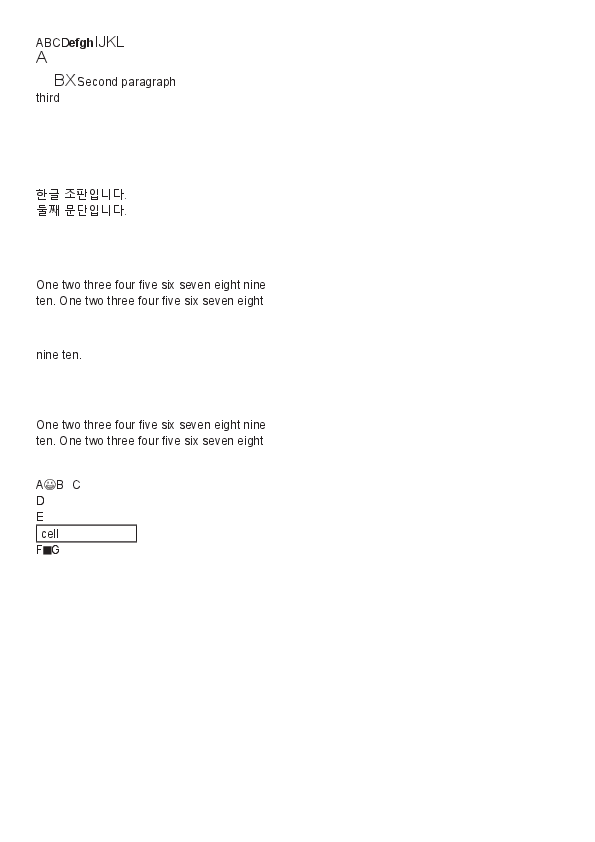 ABCDefghIJKL
A
BXSecond paragraph
third
한글 조판입니다.
둘째 문단입니다.
One two three four five six seven eight nine
ten. One two three four five six seven eight
nine ten.
One two three four five six seven eight nine
ten. One two three four five six seven eight
A😀B C
D
E
cell
F■G